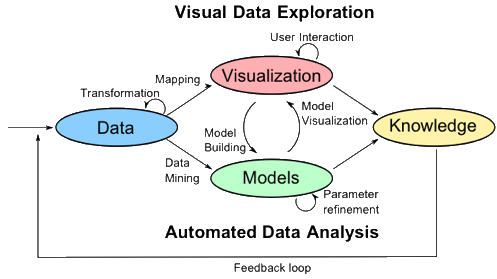 Visual Data Exploration
User Interaction
Mapping
Visualization
Transformation
Data
Model
Visualization
Knowledge
Model
Building
Data
Mining
Models
Parameter
refinement
Automated Data Analysis
Feedback loop